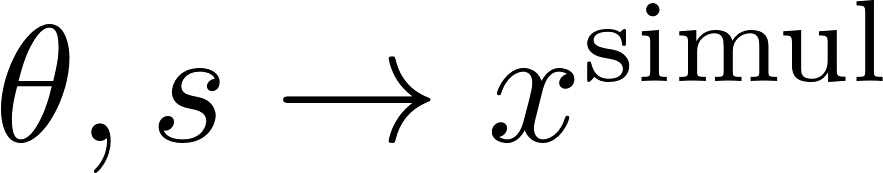 θ, s → x^simul